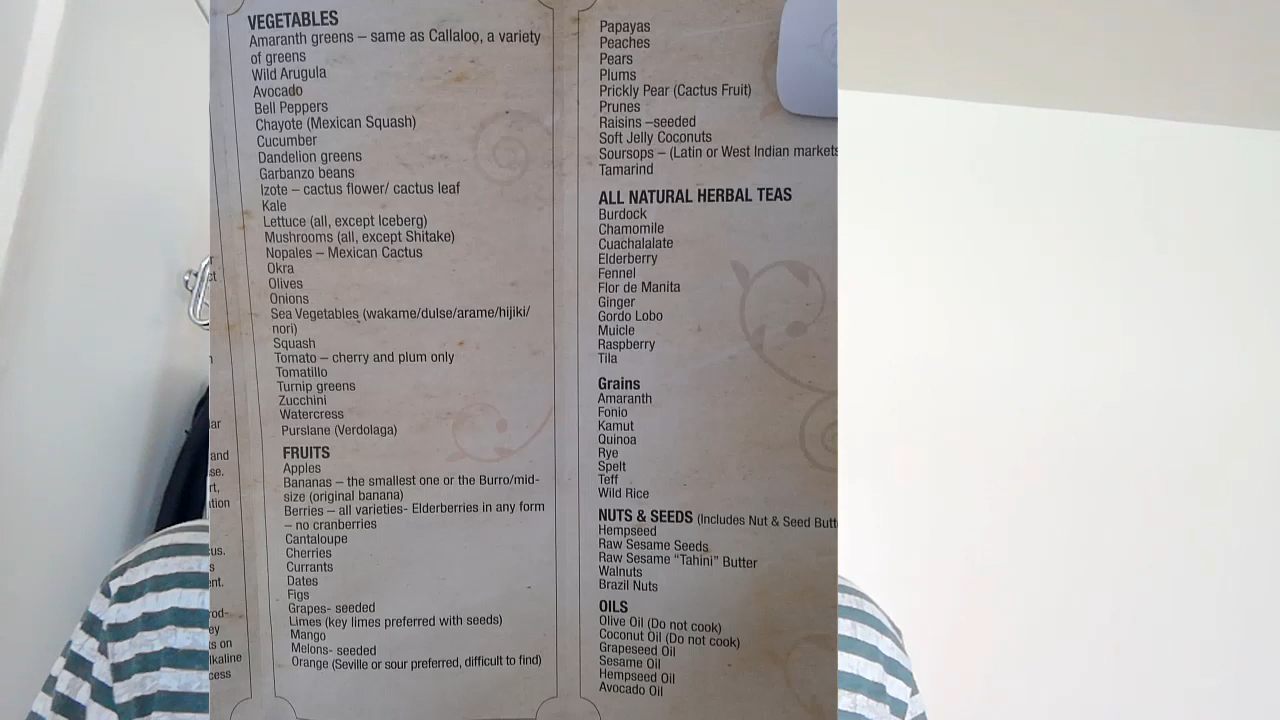 VEGETABLES
Amaranth greens – same as Callaloo, a variety
of greens
Wild Arugula
Avocado
Bell Peppers
Chayote (Mexican Squash)
Cucumber
Dandelion greens
Garbanzo beans
Izote – cactus flower/ cactus leaf
Kale
Lettuce (all, except Iceberg)
Mushrooms (all, except Shitake)
Nopales – Mexican Cactus
Okra
Olives
Onions
Sea Vegetables (wakame/dulse/arame/hijiki/
nori)
Squash
Tomato – cherry and plum only
Tomatillo
Turnip greens
Zucchini
Watercress
Purslane (Verdolaga)
FRUITS
Apples
Bananas – the smallest one or the Burro/mid-
size (original banana)
Berries – all varieties- Elderberries in any form
– no cranberries
Cantaloupe
Cherries
Currants
Dates
Figs
Grapes- seeded
Limes (key limes preferred with seeds)
Mango
Melons- seeded
Orange (Seville or sour preferred, difficult to find)
Papayas
Peaches
Pears
Plums
Prickly Pear (Cactus Fruit)
Prunes
Raisins –seeded
Soft Jelly Coconuts
Soursops – (Latin or West Indian markets
Tamarind
ALL NATURAL HERBAL TEAS
Burdock
Chamomile
Cuachalalate
Elderberry
Fennel
Flor de Manita
Ginger
Gordo Lobo
Muicle
Raspberry
Tila
Grains
Amaranth
Fonio
Kamut
Quinoa
Rye
Spelt
Teff
Wild Rice
NUTS & SEEDS (Includes Nut & Seed Butt
Hempseed
Raw Sesame Seeds
Raw Sesame “Tahini” Butter
Walnuts
Brazil Nuts
OILS
Olive Oil (Do not cook)
Coconut Oil (Do not cook)
Grapeseed Oil
Sesame Oil
Hempseed Oil
Avocado Oil